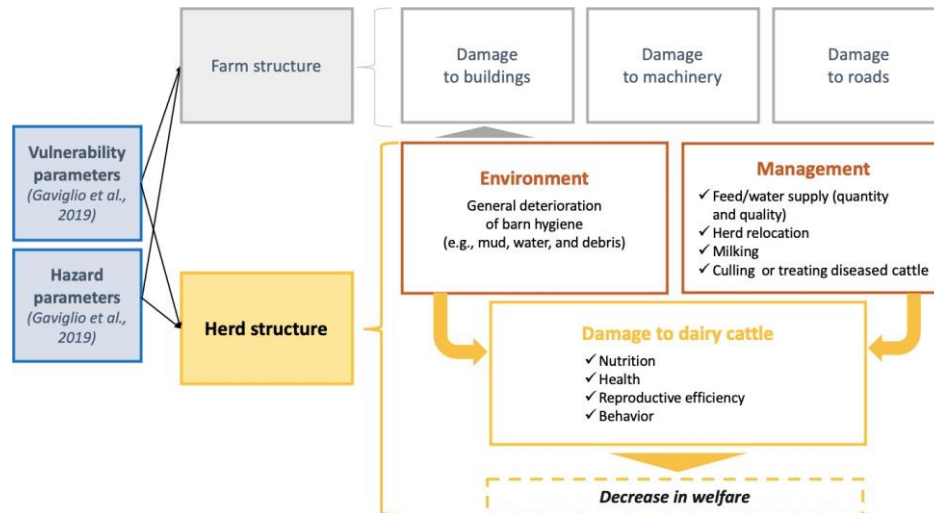 Farm structure
Damage
to buildings
Damage
to machinery
Damage
to roads
Vulnerability
parameters
(Gaviglio et al.,
2019)
Hazard
parameters
(Gaviglio et al.,
2019)
Herd structure
Environment
General deterioration
of barn hygiene
(e.g., mud, water, and debris)
Management
✓ Feed/water supply (quantity
and quality)
✓ Herd relocation
✓ Milking
✓ Culling or treating diseased cattle
Damage to dairy cattle
✓ Nutrition
✓ Health
✓ Reproductive efficiency
✓ Behavior
Decrease in welfare